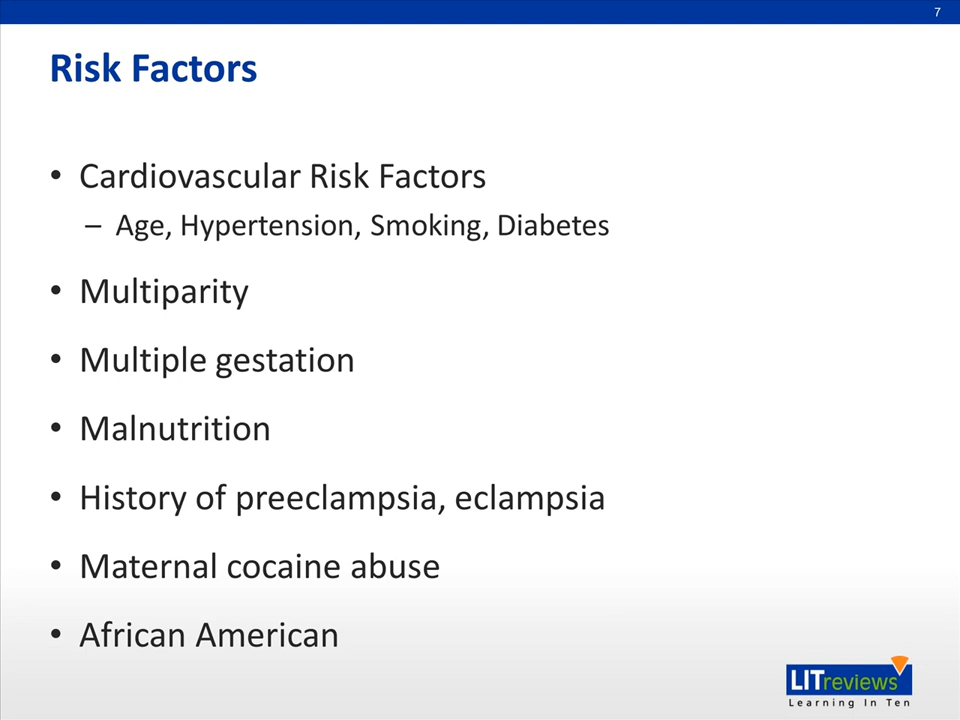 7
Risk Factors
• Cardiovascular Risk Factors
– Age, Hypertension, Smoking, Diabetes
• Multiparity
• Multiple gestation
• Malnutrition
• History of preeclampsia, eclampsia
• Maternal cocaine abuse
• African American
LITreviews
Learning In Ten